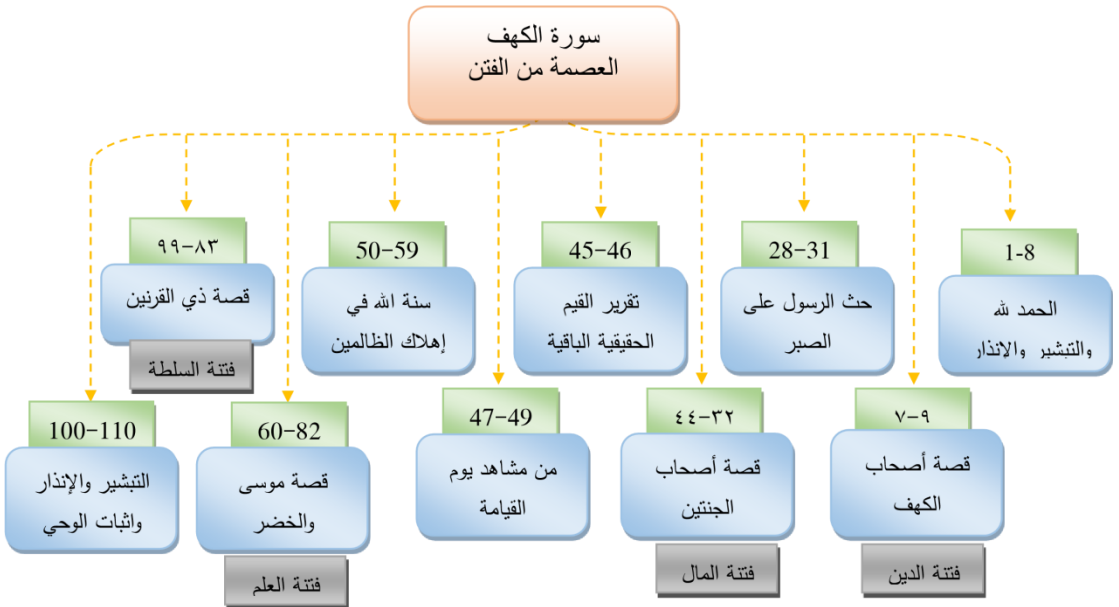 سورة الكهف
العصمة من الفتن
1-8
الحمد لله
والتبشير والانذار
٧-٩
قصة أصحاب
الكهف
فتنة الدين
28-31
حث الرسول على
الصبر
٤٤-٣٢
قصة أصحاب
الجنتين
فتنة المال
45-46
تقرير القيم
الحقيقية الباقية
47-49
من مشاهد يوم
القيامة
50-59
سنة الله في
إهلاك الظالمين
60-82
قصة موسى
والخضر
فتنة العلم
٩٩-٨٣
قصة ذي القرنين
فتنة السلطة
100-110
التبشير والإنذار
واثبات الوحي